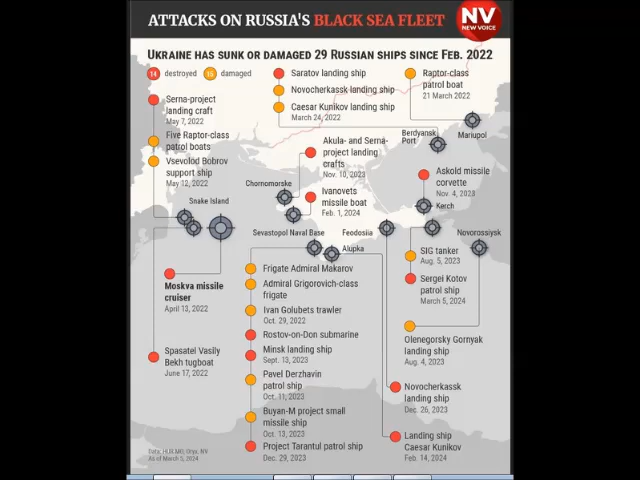 ATTACKS ON RUSSIA'S BLACK SEA FLEET
NV
NEW VOICE
UKRAINE HAS SUNK OR DAMAGED 29 RUSSIAN SHIPS SINCE FEB. 2022
14 destroyed
15 damaged
Saratov landing ship
Novocherkassk landing ship
Caesar Kunikov landing ship
March 24, 2022
Raptor-class
patrol boat
21 March 2022
Serna-project
landing craft
May 7, 2022
Five Raptor-class
patrol boats
Vsevolod Bobrov
support ship
May 12, 2022
Snake Island
Berdyansk
Port
Mariupol
Akula- and Serna-
project landing
crafts
Nov. 10, 2023
Chornomorske
Ivanovets
missile boat
Feb. 1, 2024
Askold missile
corvette
Nov. 4, 2023
Kerch
Sevastopol Naval Base
Feodosiia
Alupka
Novorossiysk
SIG tanker
Aug. 5, 2023
Sergei Kotov
patrol ship
March 5, 2024
Moskva missile
cruiser
April 13, 2022
Frigate Admiral Makarov
Admiral Grigorovich-class
frigate
Ivan Golubets trawler
Oct. 29, 2022
Rostov-on-Don submarine
Minsk landing ship
Sept. 13, 2023
Pavel Derzhavin
patrol ship
Oct. 11, 2023
Buyan-M project small
missile ship
Oct. 13, 2023
Project Tarantul patrol ship
Dec. 29, 2023
Olenegorsky Gornyak
landing ship
Aug. 4, 2023
Spasatel Vasily
Bekh tugboat
June 17, 2022
Novocherkassk
landing ship
Dec. 26, 2023
Landing ship
Caesar Kunikov
Feb. 14, 2024
Data: HUR MO, Oryx, NV
As of March 5, 2024